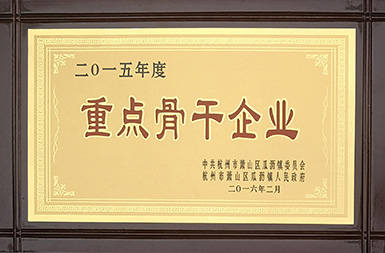 二〇一五年度
重点骨干企业
中共杭州市萧山区瓜沥镇委员会
杭州市萧山区瓜沥镇人民政府
二〇一六年二月